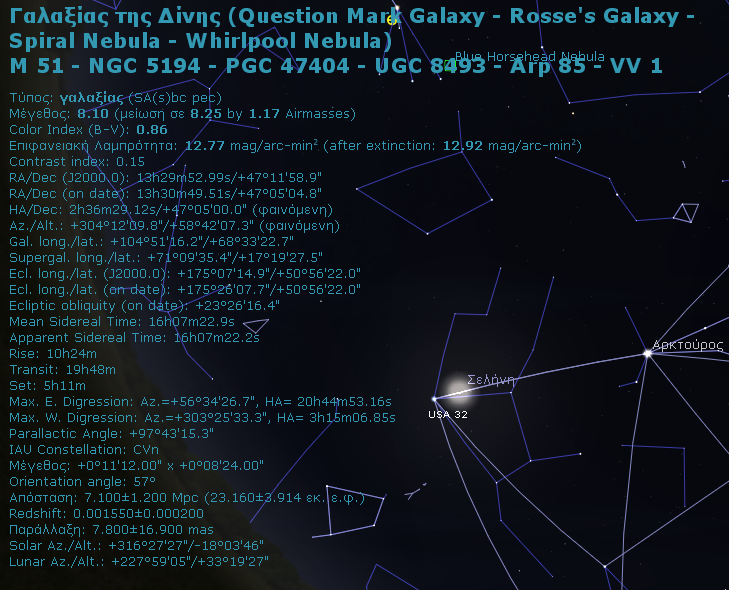 Γαλαξίας της Δίνης (Question Mark Galaxy - Rosse's Galaxy -
Spiral Nebula - Whirlpool Nebula)
M 51 - NGC 5194 - PGC 47404 - UGC 8493 - Arp 85 - VV 1
Blue Horsehead Nebula
Τύπος: γαλαξίας (SA(s)bc pec)
Μέγεθος: 8.10 (μείωση σε 8.25 by 1.17 Airmasses)
Color Index (B-V): 0.86
Επιφανειακή Λαμπρότητα: 12.77 mag/arc-min² (after extinction: 12.92 mag/arc-min²)
Contrast index: 0.15
RA/Dec (J2000.0): 13h29m52.99s/+47°11'58.9"
RA/Dec (on date): 13h30m49.51s/+47°05'04.8"
HA/Dec: 2h36m29.12s/+47°05'00.0" (φαινόμενη)
Az./Alt.: +304°12'09.8"/+58°42'07.3" (φαινόμενη)
Gal. long./lat.: +104°51'16.2"/+68°33'22.7"
Supergal. long./lat.: +71°09'35.4"/+17°19'27.5"
Ecl. long./lat. (J2000.0): +175°07'14.9"/+50°56'22.0"
Ecl. long./lat. (on date): +175°26'07.7"/+50°56'22.0"
Ecliptic obliquity (on date): +23°26'16.4"
Mean Sidereal Time: 16h07m22.9s
Apparent Sidereal Time: 16h07m22.2s
Rise: 10h24m
Transit: 19h48m
Set: 5h11m
Max. E. Digression: Az.=+56°34'26.7", HA= 20h44m53.16s
Max. W. Digression: Az.=+303°25'33.3", HA= 3h15m06.85s
Parallactic Angle: +97°43'15.3"
IAU Constellation: CVn
Μέγεθος: +0°11'12.00" x +0°08'24.00"
Orientation angle: 57°
Απόσταση: 7.100±1.200 Mpc (23.160±3.914 εκ. ε.φ.)
Redshift: 0.001550±0.000200
Παράλλαξη: 7.800±16.900 mas
Solar Az./Alt.: +316°27'27"/-18°03'46"
Lunar Az./Alt.: +227°59'05"/+33°19'27"
Αρκτούρος
Σελήνη
USA 32